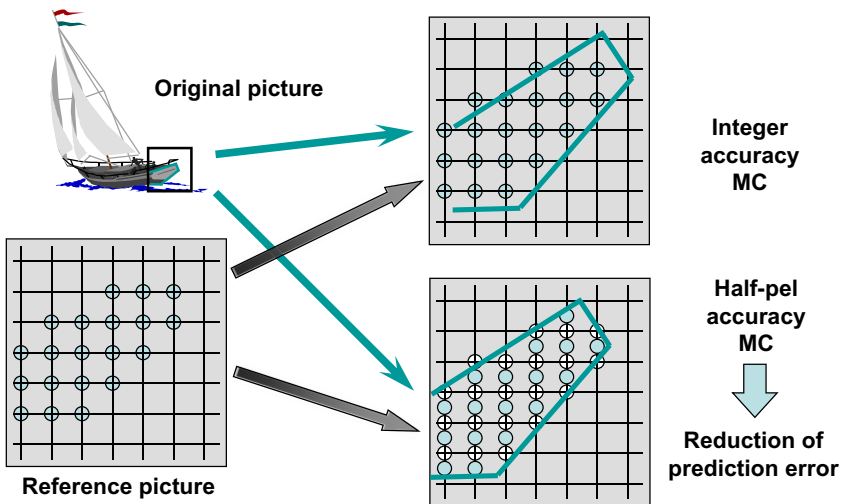 Original picture
Integer
accuracy
MC
Half-pel
accuracy
MC
Reduction of
prediction error
Reference picture